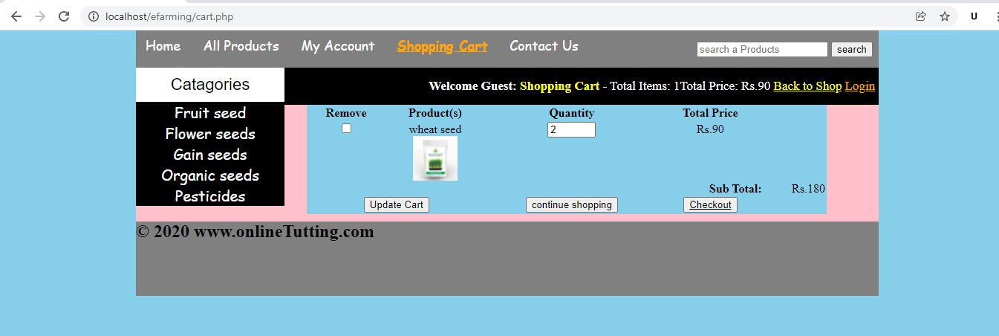 localhost/efarming/cart.php
U
Home All Products My Account Shopping Cart Contact Us search a Products search
Catagories
Welcome Guest: Shopping Cart - Total Items: 1Total Price: Rs.90 Back to Shop Login
Fruit seed
Flower seeds
Gain seeds
Organic seeds
Pesticides
Remove Product(s) Quantity Total Price
wheat seed 2 Rs.90
Sub Total: Rs.180
Update Cart continue shopping Checkout
© 2020 www.onlineTutting.com